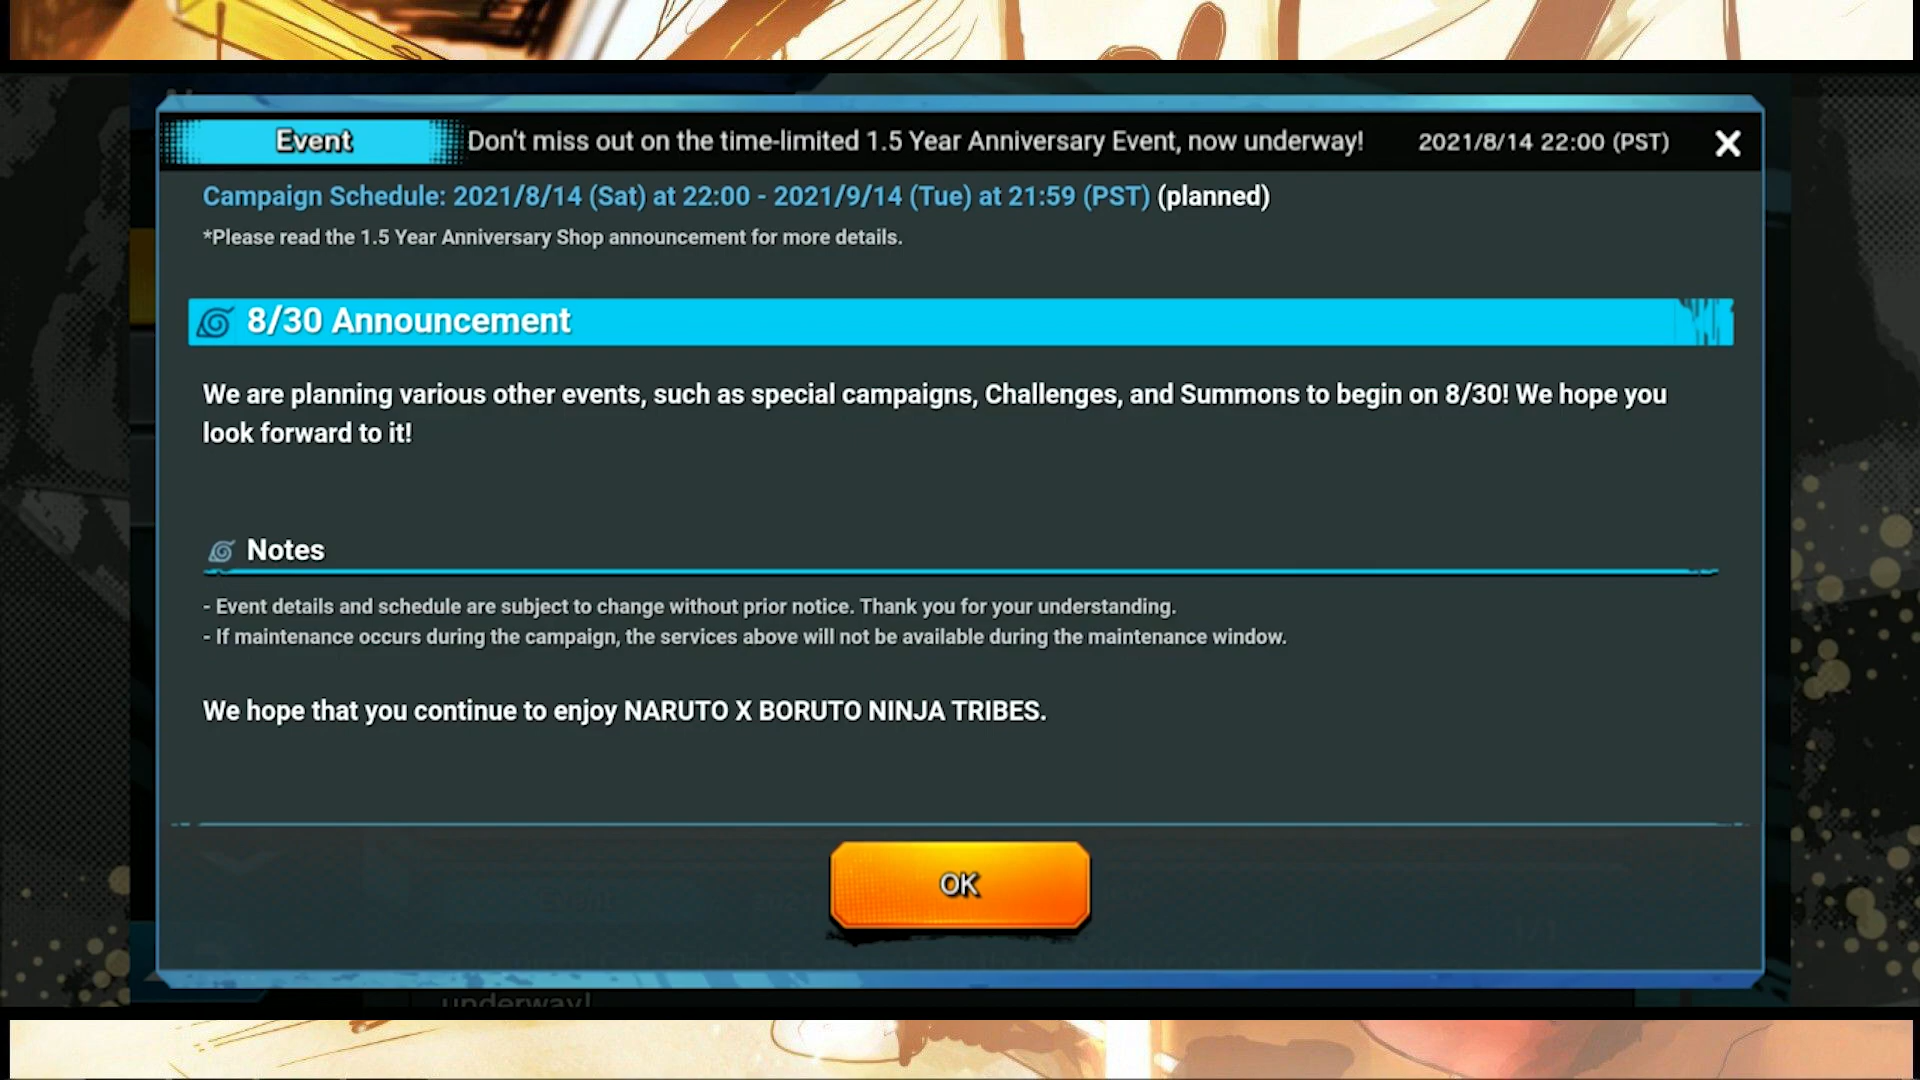 Event
Don't miss out on the time-limited 1.5 Year Anniversary Event, now underway!
2021/8/14 22:00 (PST)
Campaign Schedule: 2021/8/14 (Sat) at 22:00 - 2021/9/14 (Tue) at 21:59 (PST) (planned)
*Please read the 1.5 Year Anniversary Shop announcement for more details.
8/30 Announcement
We are planning various other events, such as special campaigns, Challenges, and Summons to begin on 8/30! We hope you
look forward to it!
Notes
- Event details and schedule are subject to change without prior notice. Thank you for your understanding.
- If maintenance occurs during the campaign, the services above will not be available during the maintenance window.
We hope that you continue to enjoy NARUTO X BORUTO NINJA TRIBES.
OK
underway!